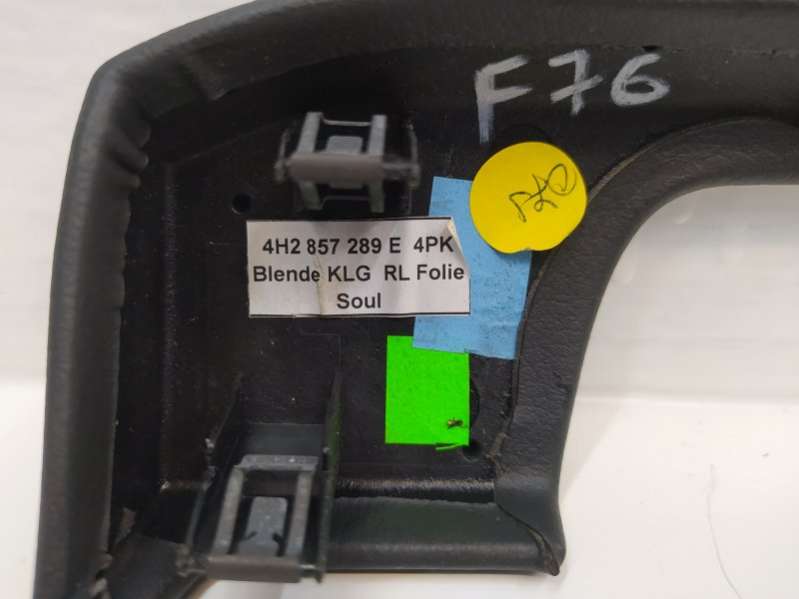 F76
4H2 857 289 E 4PK
Blende KLG RL Folie
Soul